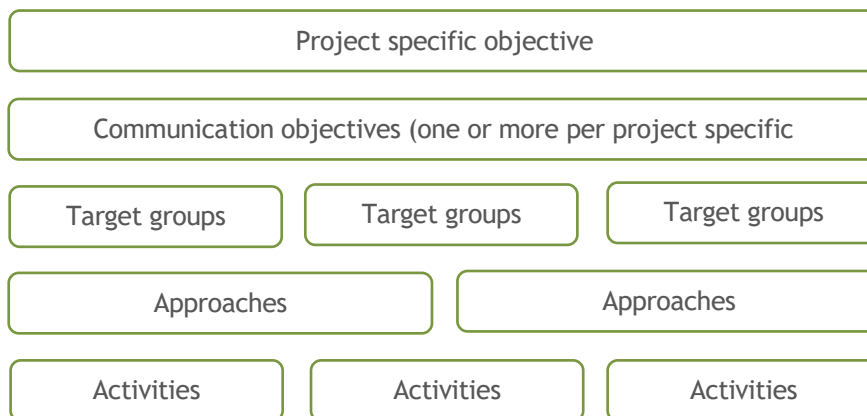 Project specific objective
Communication objectives (one or more per project specific
Target groups Target groups Target groups
Approaches Approaches
Activities Activities Activities